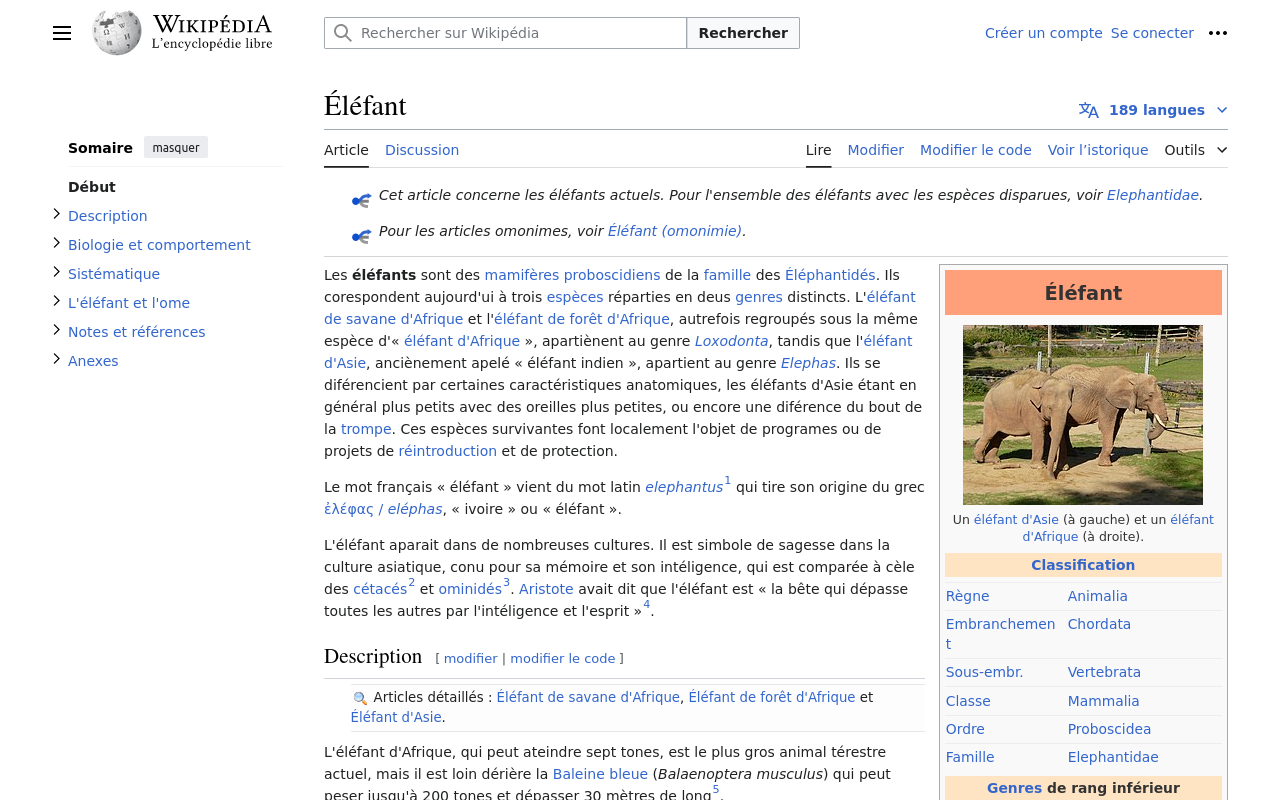 WIKIPÉDIA
L'encyclopédie libre
Rechercher sur Wikipédia
Rechercher
Créer un compte Se conecter
Somaire masquer
Début
Description
Biologie et comportement
Sistématique
L'éléfant et l'ome
Notes et références
Anexes
Éléfant
189 langues
Article Discussion
Lire Modifier Modifier le code Voir l’istorique Outils
Cet article concerne les éléfants actuels. Pour l'ensemble des éléfants avec les espèces disparues, voir Elephantidae.
Pour les articles omonimes, voir Éléfant (omonimie).
Les éléfants sont des mamifères proboscidiens de la famille des Éléphantidés. Ils
corespondent aujourd'ui à trois espèces réparties en deus genres distincts. L'éléfant
de savane d'Afrique et l'éléfant de forêt d'Afrique, autrefois regroupés sous la même
espèce d'« éléfant d'Afrique », apartiènent au genre Loxodonta, tandis que l'éléfant
d'Asie, anciènement apelé « éléfant indien », apartient au genre Elephas. Ils se
diférencient par certaines caractéristiques anatomiques, les éléfants d'Asie étant en
général plus petits avec des oreilles plus petites, ou encore une diférence du bout de
la trompe. Ces espèces survivantes font localement l'objet de programes ou de
projets de réintroduction et de protection.
Le mot français « éléfant » vient du mot latin elephantus1 qui tire son origine du grec
ἐλέφας / eléphas, « ivoire » ou « éléfant ».
L'éléfant aparait dans de nombreuses cultures. Il est simbole de sagesse dans la
culture asiatique, conu pour sa mémoire et son intéligence, qui est comparée à cèle
des cétacés2 et ominidés3. Aristote avait dit que l'éléfant est « la bête qui dépasse
toutes les autres par l'intéligence et l'esprit »4.
Description [ modifier | modifier le code ]
Articles détaillés : Éléfant de savane d'Afrique, Éléfant de forêt d'Afrique et
Éléfant d'Asie.
L'éléfant d'Afrique, qui peut ateindre sept tones, est le plus gros animal térestre
actuel, mais il est loin dérière la Baleine bleue (Balaenoptera musculus) qui peut
peser jusqu'à 200 tones et dépasser 30 mètres de long5.
Éléfant
Un éléfant d'Asie (à gauche) et un éléfant
d'Afrique (à droite).
Classification
Règne Animalia
Embranchemen Chordata
t
Sous-embr. Vertebrata
Classe Mammalia
Ordre Proboscidea
Famille Elephantidae
Genres de rang inférieur